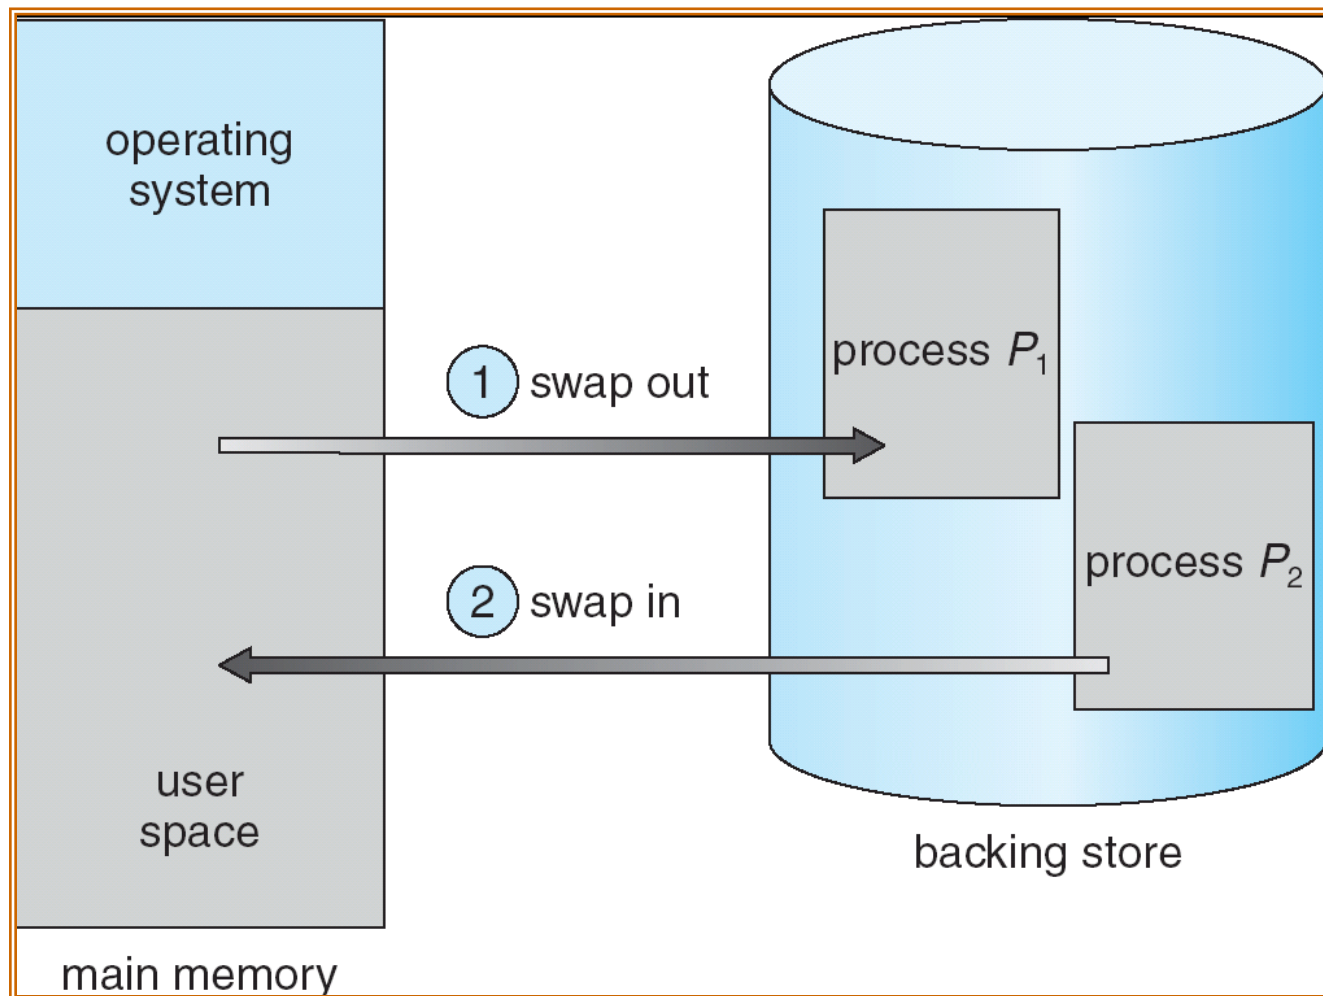 operating
system
1 swap out
process P₁
2 swap in
process P₂
user
space
backing store
main memory